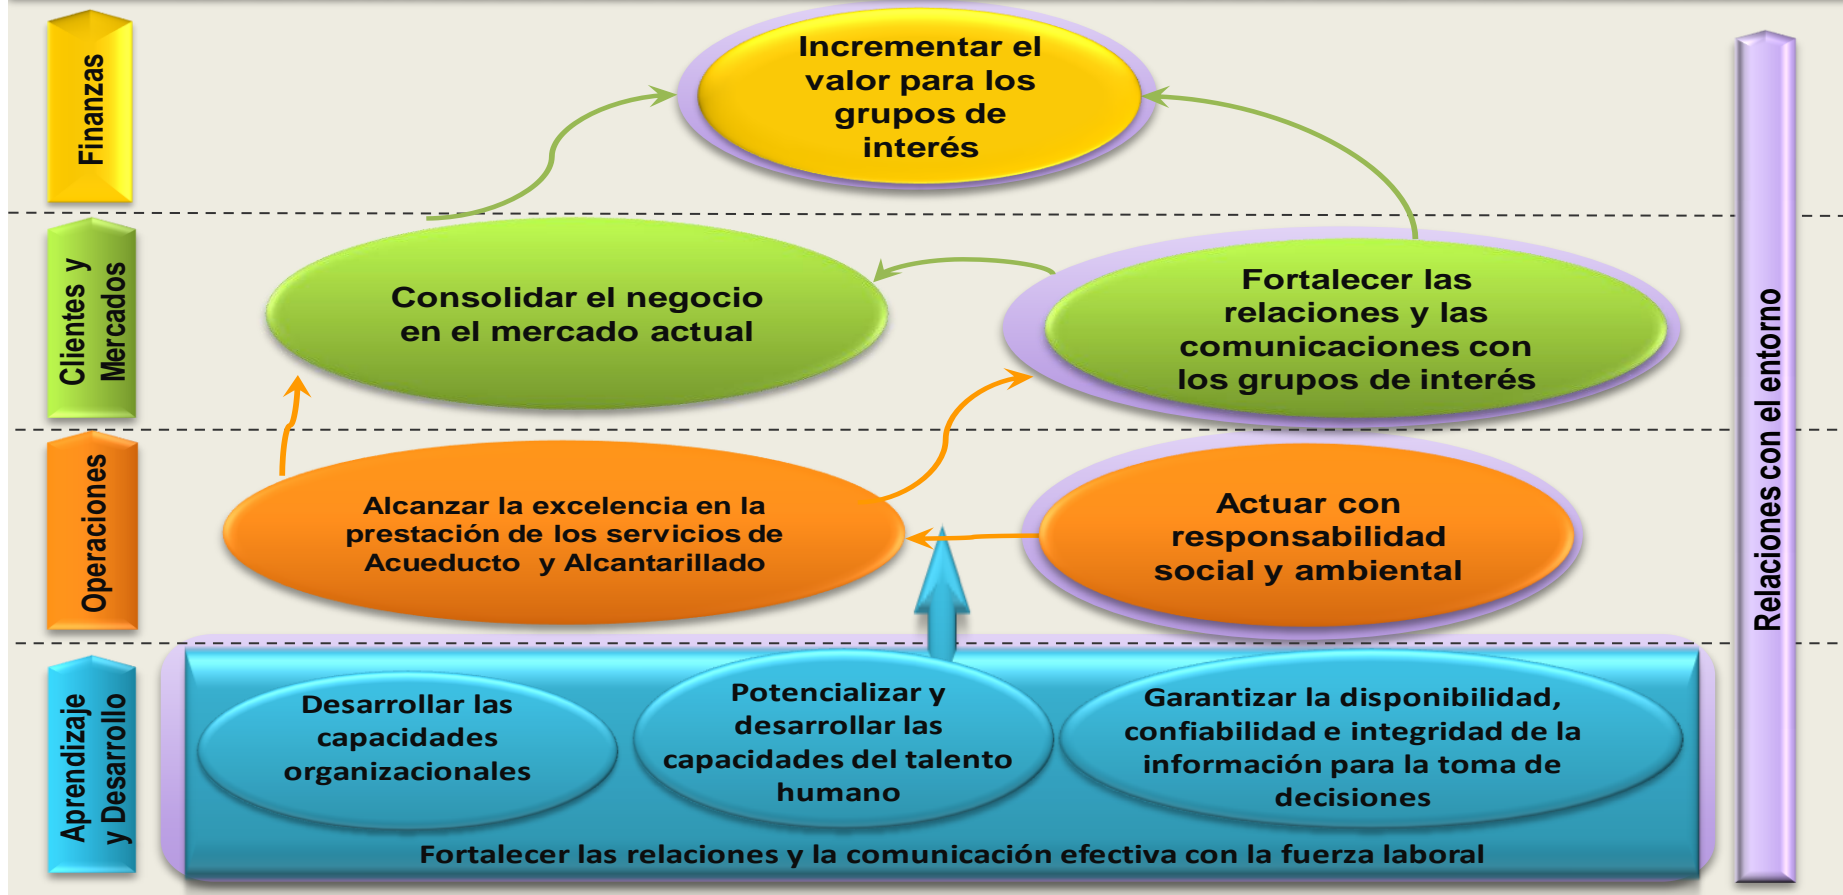 Finanzas
Incrementar el
valor para los
grupos de
interés
Clientes y
Mercados
Consolidar el negocio
en el mercado actual
Fortalecer las
relaciones y las
comunicaciones con
los grupos de interés
Operaciones
Alcanzar la excelencia en la
prestación de los servicios de
Acueducto y Alcantarillado
Actuar con
responsabilidad
social y ambiental
Aprendizaje
y Desarrollo
Desarrollar las
capacidades
organizacionales
Potencializar y
desarrollar las
capacidades del talento
humano
Garantizar la disponibilidad,
confiabilidad e integridad de la
información para la toma de
decisiones
Fortalecer las relaciones y la comunicación efectiva con la fuerza laboral
Relaciones con el entorno